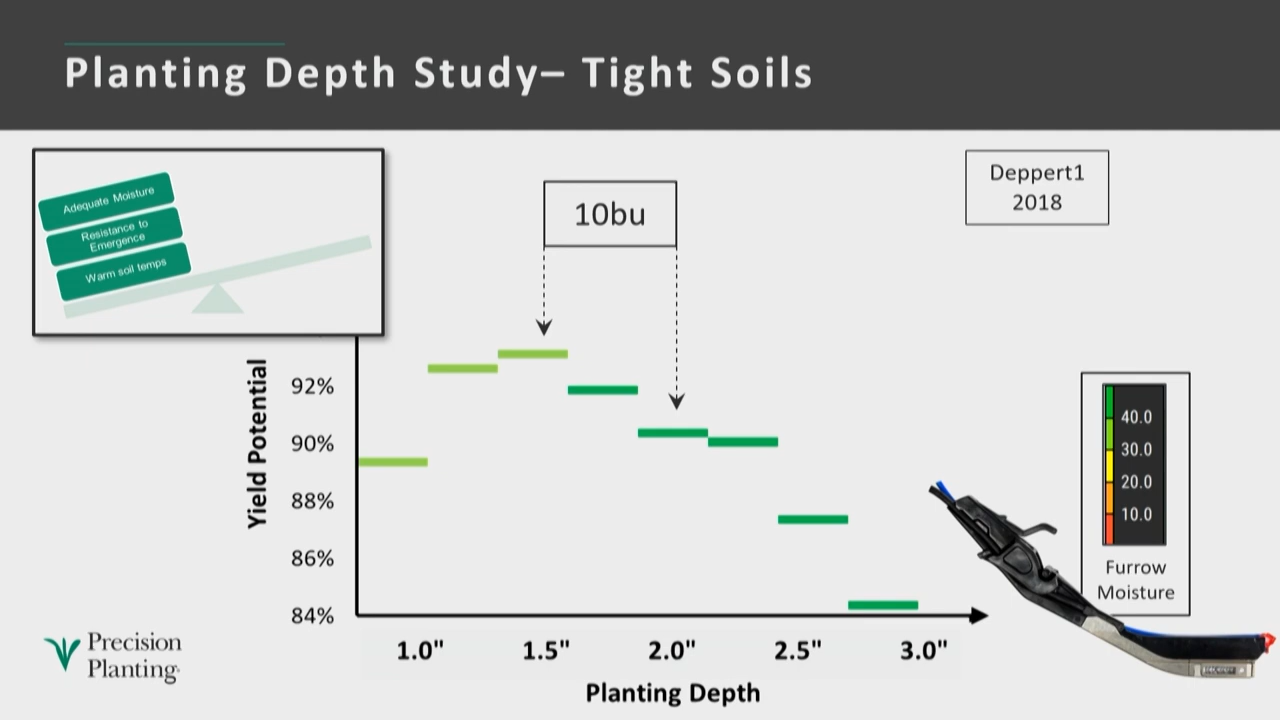 Planting Depth Study– Tight Soils
Adequate Moisture
Resistance to
Emergence
Warm soil temps
10bu
Deppert1
2018
Yield Potential
92%
90%
88%
86%
84%
1.0" 1.5" 2.0" 2.5" 3.0"
Planting Depth
40.0
30.0
20.0
10.0
Furrow
Moisture
Precision
Planting